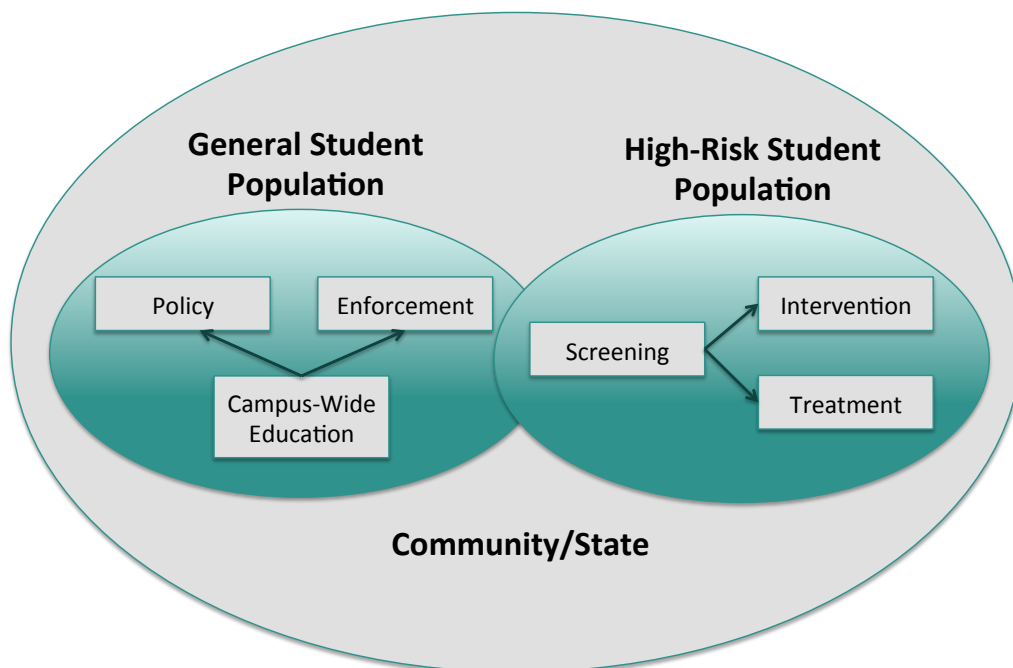 General Student
Population
High-Risk Student
Population
Policy
Enforcement
Campus-Wide
Education
Screening
Intervention
Treatment
Community/State